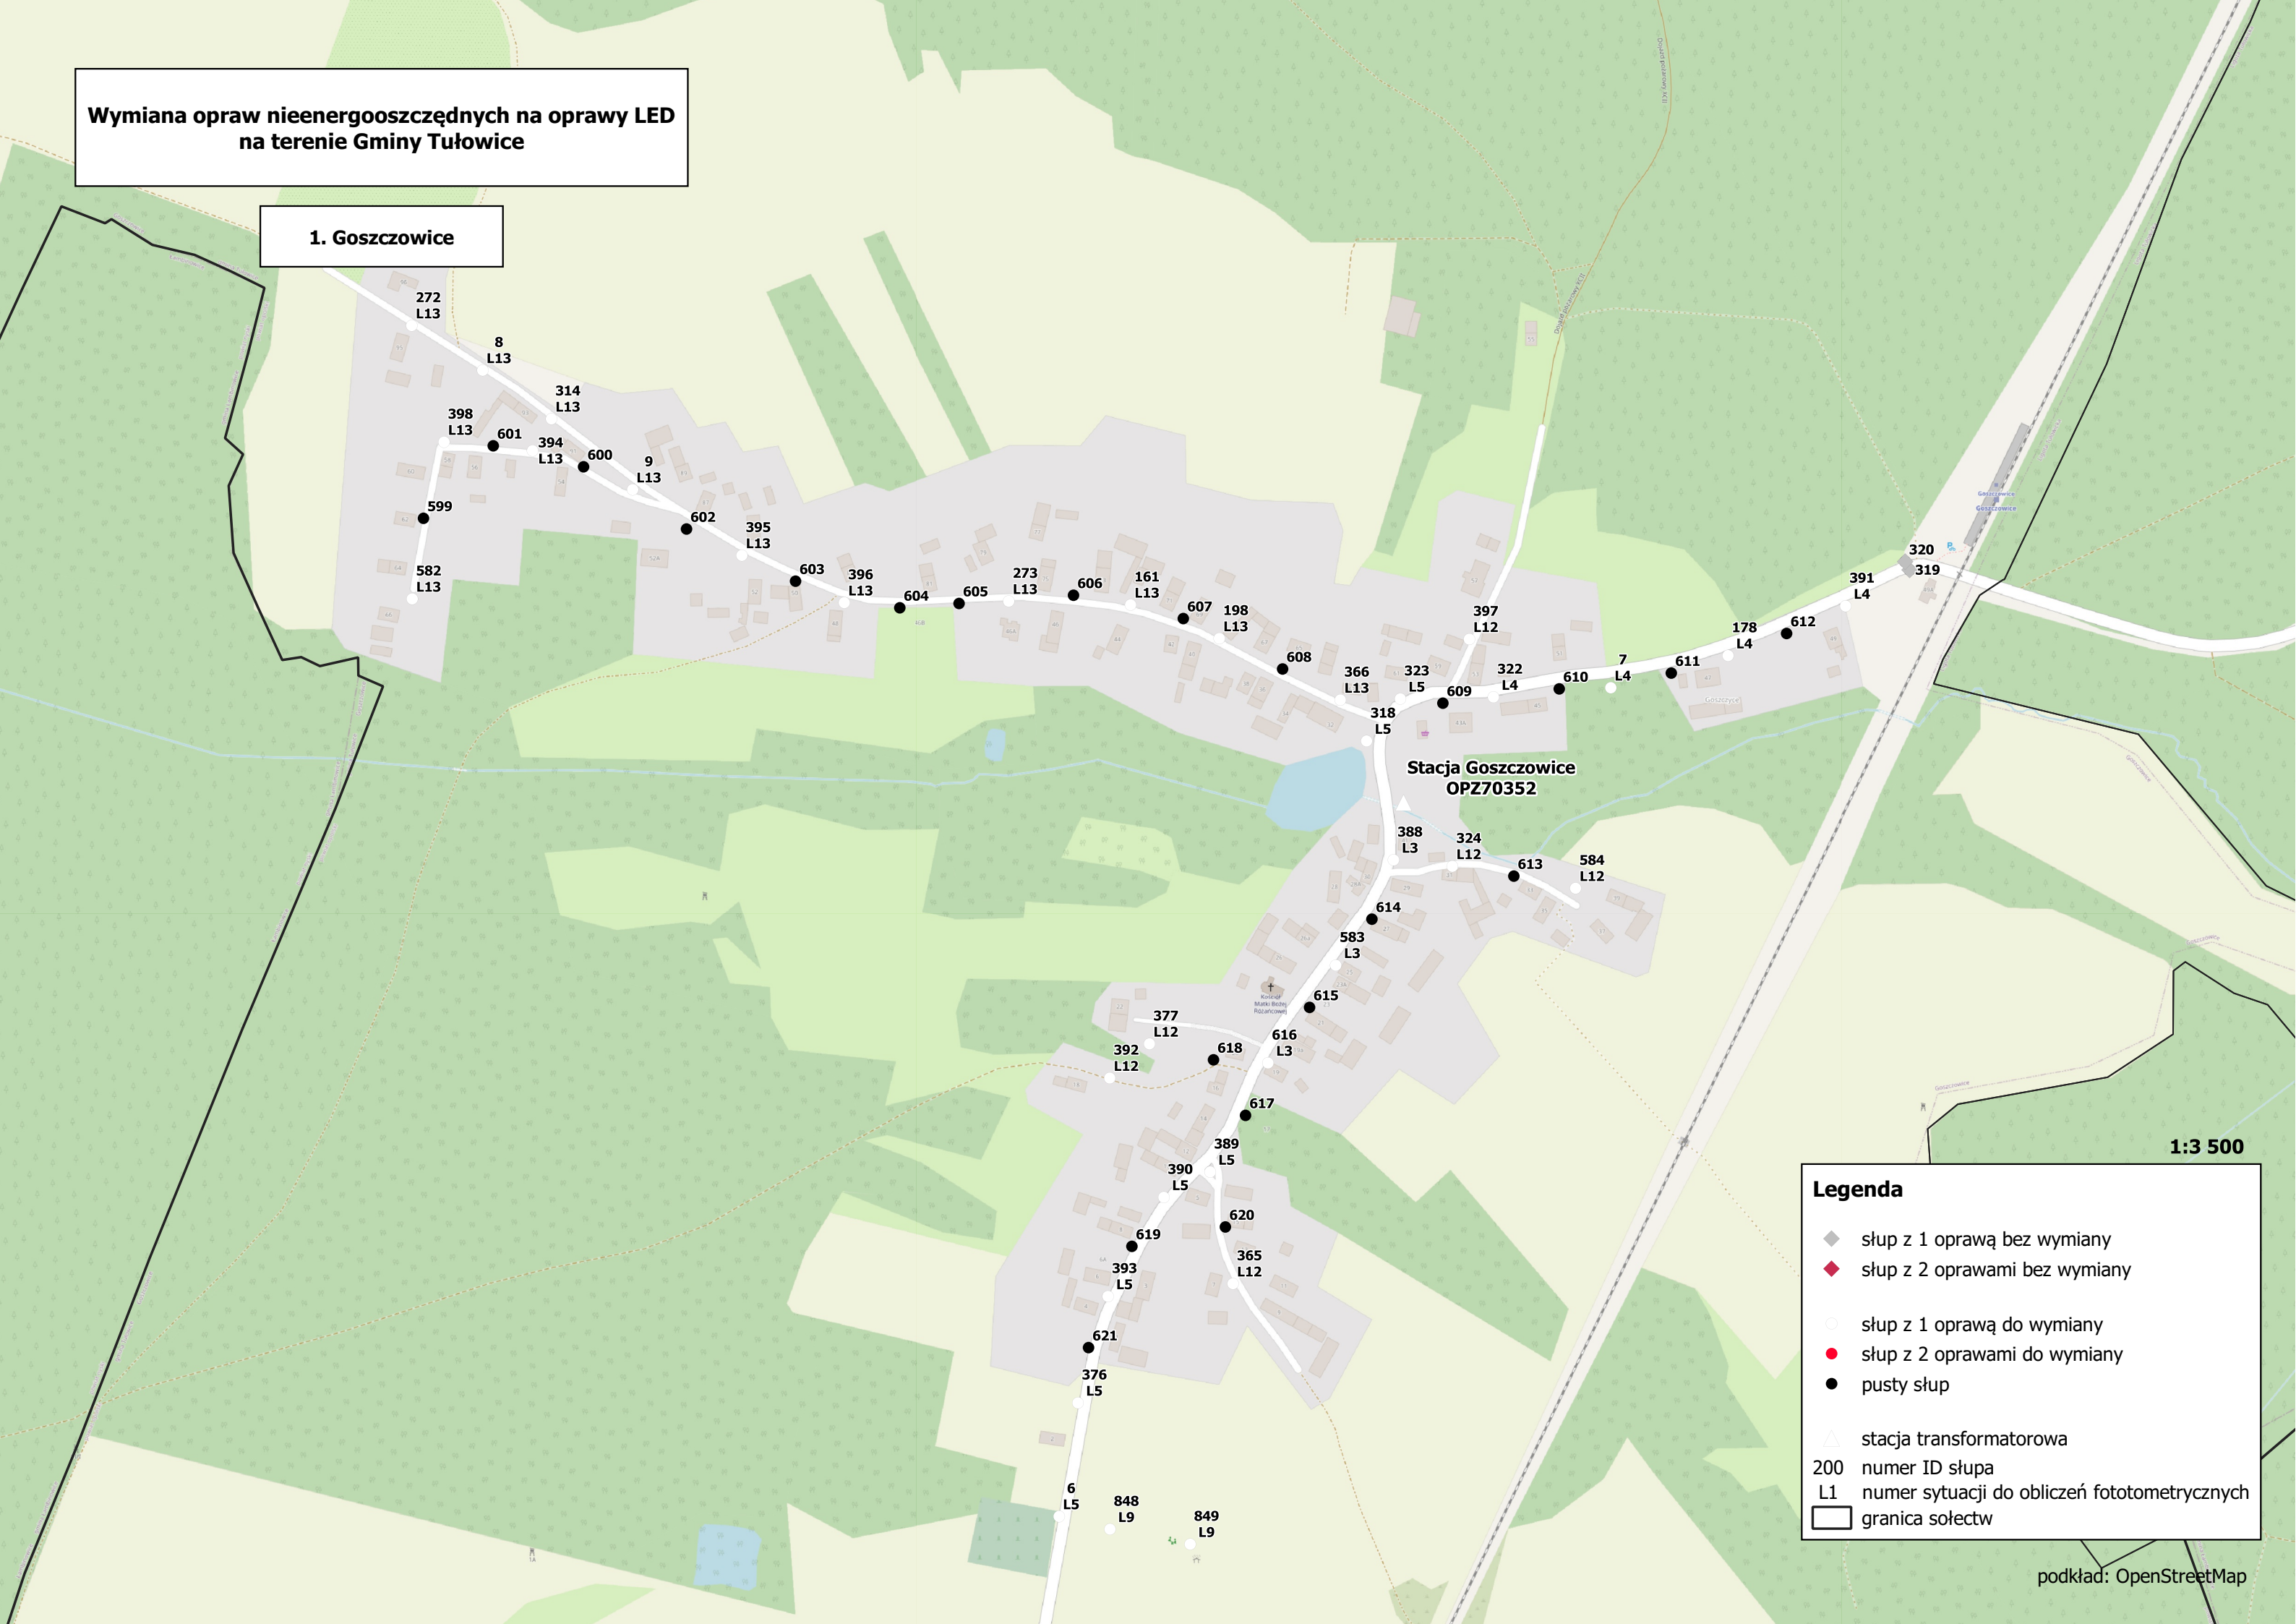 Wymiana opraw nieenergooszczędnych na oprawy LED
na terenie Gminy Tułowice
1. Goszczowice
272
L13
8
L13
314
L13
398
L13
601
394
L13
600
9
L13
599
602
395
L13
582
L13
603
396
L13
604
605
273
L13
606
161
L13
607
198
L13
608
366
L13
323
L5
318
L5
609
397
L12
322
L4
610
7
L4
611
178
L4
612
391
L4
320
319
Goszczowice
Goszczowice
Goszczyce
Stacja Goszczowice
OPZ70352
388
L3
324
L12
613
584
L12
614
583
L3
615
Kościół
Matki Bożej
Różańcowej
616
L3
377
L12
392
L12
618
617
389
L5
390
L5
620
619
365
L12
393
L5
621
376
L5
6
L5
848
L9
849
L9
1:3 500
Legenda
słup z 1 oprawą bez wymiany
słup z 2 oprawami bez wymiany
słup z 1 oprawą do wymiany
słup z 2 oprawami do wymiany
pusty słup
stacja transformatorowa
200 numer ID słupa
L1 numer sytuacji do obliczeń fototometrycznych
granica sołectw
podkład: OpenStreetMap